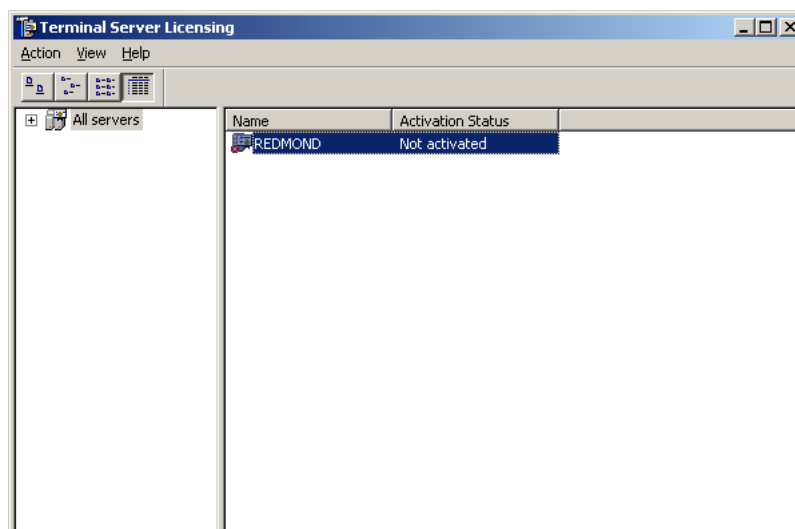 Terminal Server Licensing
Action View Help
All servers
Name Activation Status
REDMOND Not activated